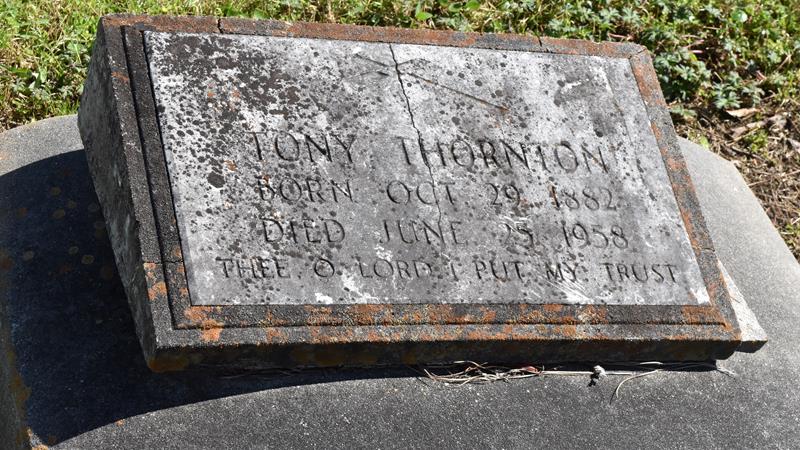 TONY THORNTON
BORN OCT 29 1882
DIED JUNE 25 1958
THEE O LORD I PUT MY TRUST